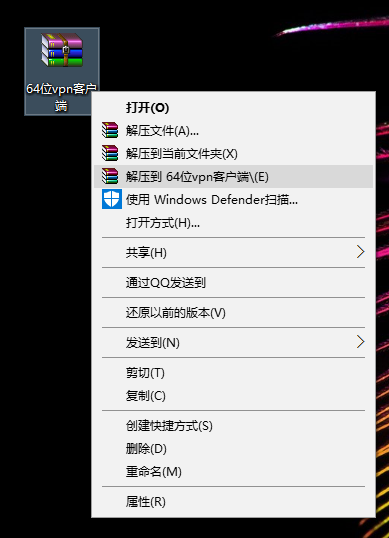 64位vpn客户
端
打开(O)
解压文件(A)...
解压到当前文件夹(X)
解压到 64位vpn客户端\(E)
使用 Windows Defender扫描...
打开方式(H)...
共享(H)
通过QQ发送到
还原以前的版本(V)
发送到(N)
剪切(T)
复制(C)
创建快捷方式(S)
删除(D)
重命名(M)
属性(R)